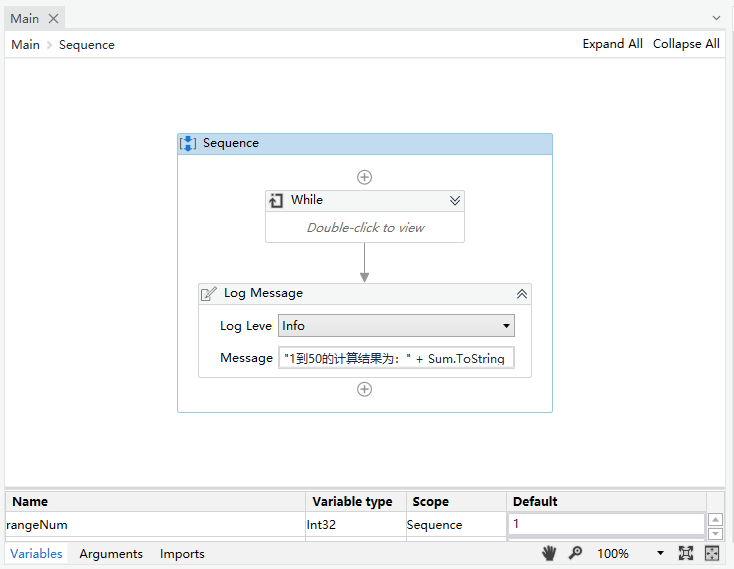 Main
Main > Sequence Expand All Collapse All
Sequence
While
Double-click to view
Log Message
Log Leve Info
Message "1到50的计算结果为：" + Sum.ToString
Name Variable type Scope Default
rangeNum Int32 Sequence 1
Variables Arguments Imports 100%